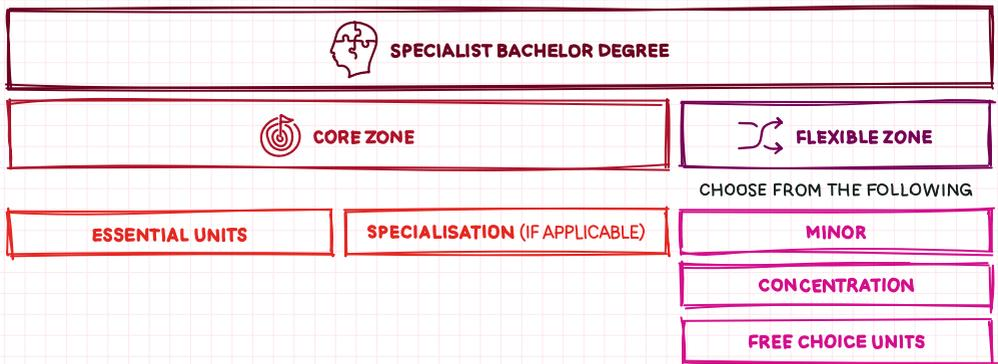 SPECIALIST BACHELOR DEGREE
CORE ZONE
FLEXIBLE ZONE
CHOOSE FROM THE FOLLOWING
ESSENTIAL UNITS
SPECIALISATION (IF APPLICABLE)
MINOR
CONCENTRATION
FREE CHOICE UNITS